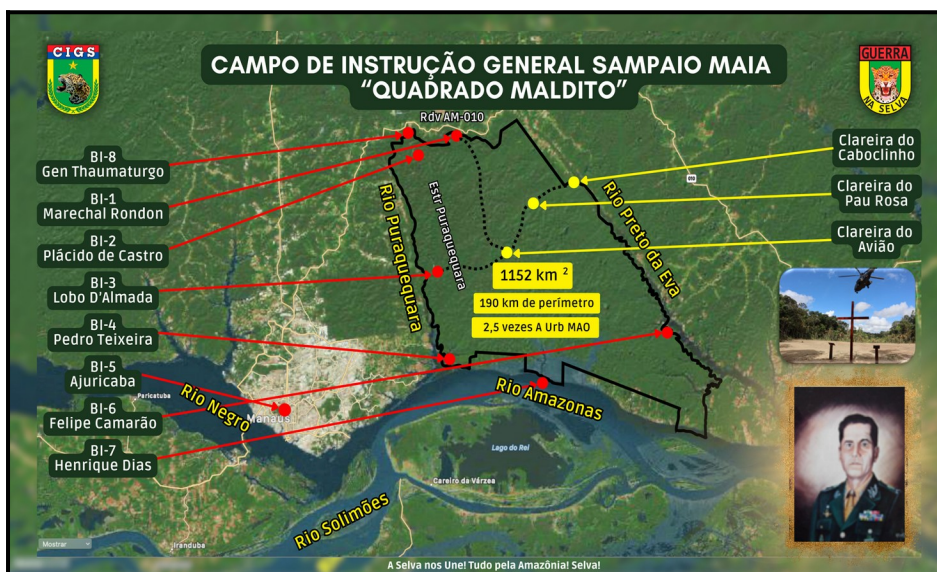 CIGS
CAMPO DE INSTRUÇÃO GENERAL SAMPAIO MAIA
“QUADRADO MALDITO”
GUERRA
NA SELVA
Rdv AM-010
BI-8
Gen Thaumaturgo
BI-1
Marechal Rondon
BI-2
Plácido de Castro
BI-3
Lobo D'Almada
BI-4
Pedro Teixeira
BI-5
Ajuricaba
BI-6
Felipe Camarão
BI-7
Henrique Dias
Clareira do
Caboclinho
Clareira do
Pau Rosa
Clareira do
Avião
010
Rio Puraquequara
Estr Puraquequara
Rio Preto da Eva
1152 km ²
190 km de perímetro
2,5 vezes A Urb MAO
Paricatuba
Rio Negro
Manaus
Rio Amazonas
Lago do Rei
Careiro da Várzea
Rio Solimões
Iranduba
Mostrar
A Selva nos Une! Tudo pela Amazônia! Selva!